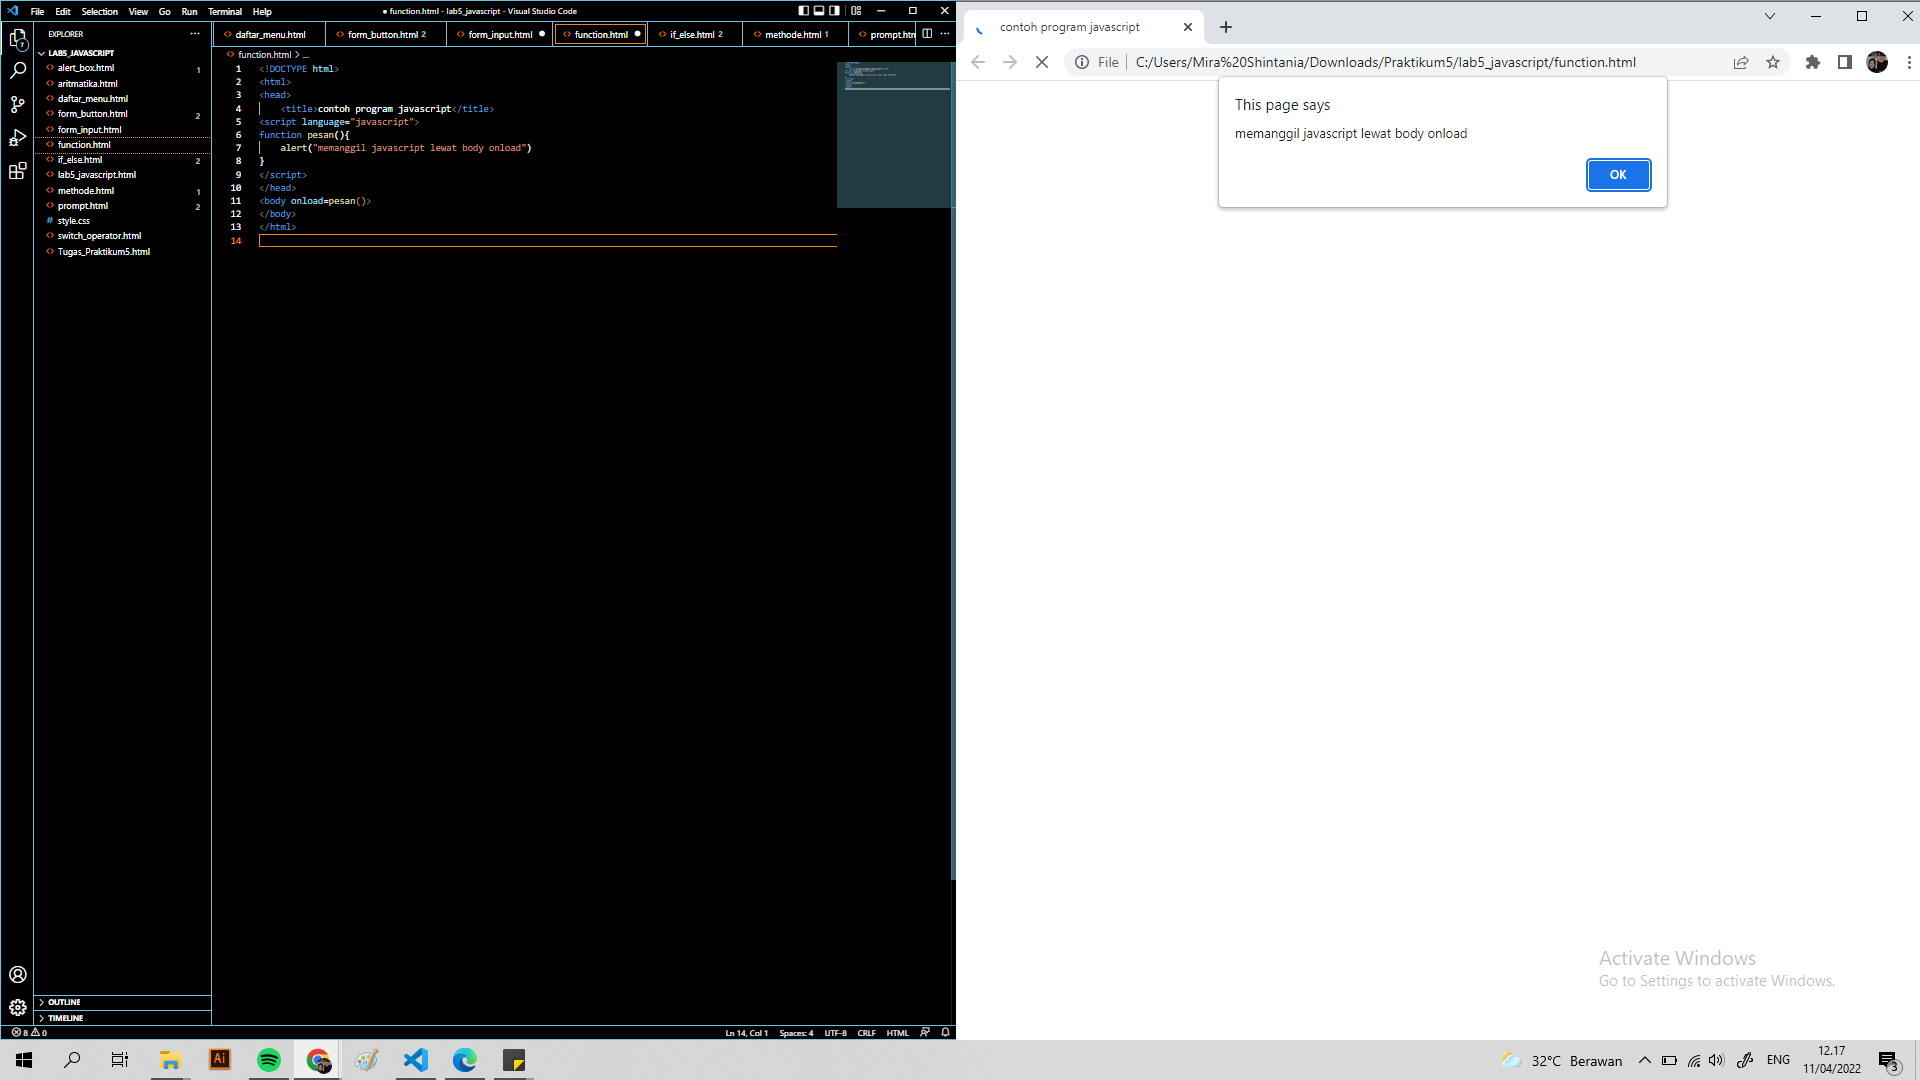 File Edit Selection View Go Run Terminal Help
● function.html - lab5_javascript - Visual Studio Code
EXPLORER
LAB5_JAVASCRIPT
alert_box.html 1
aritmatika.html
daftar_menu.html
form_button.html 2
form_input.html
function.html
if_else.html 2
lab5_javascript.html
methode.html 1
prompt.html 2
style.css
switch_operator.html
Tugas_Praktikum5.html
OUTLINE
TIMELINE
7
daftar_menu.html form_button.html 2 form_input.html function.html if_else.html 2 methode.html 1 prompt.htm
function.html > ...
1 <!DOCTYPE html>
2 <html>
3 <head>
4 <title>contoh program javascript</title>
5 <script language="javascript">
6 function pesan(){
7 alert("memanggil javascript lewat body onload")
8 }
9 </script>
10 </head>
11 <body onload=pesan()>
12 </body>
13 </html>
14
8 0 Ln 14, Col 1 Spaces: 4 UTF-8 CRLF HTML
contoh program javascript
File C:/Users/Mira%20Shintania/Downloads/Praktikum5/lab5_javascript/function.html
This page says
memanggil javascript lewat body onload
OK
Activate Windows
Go to Settings to activate Windows.
Ai
32°C Berawan ENG
12.17
11/04/2022
3